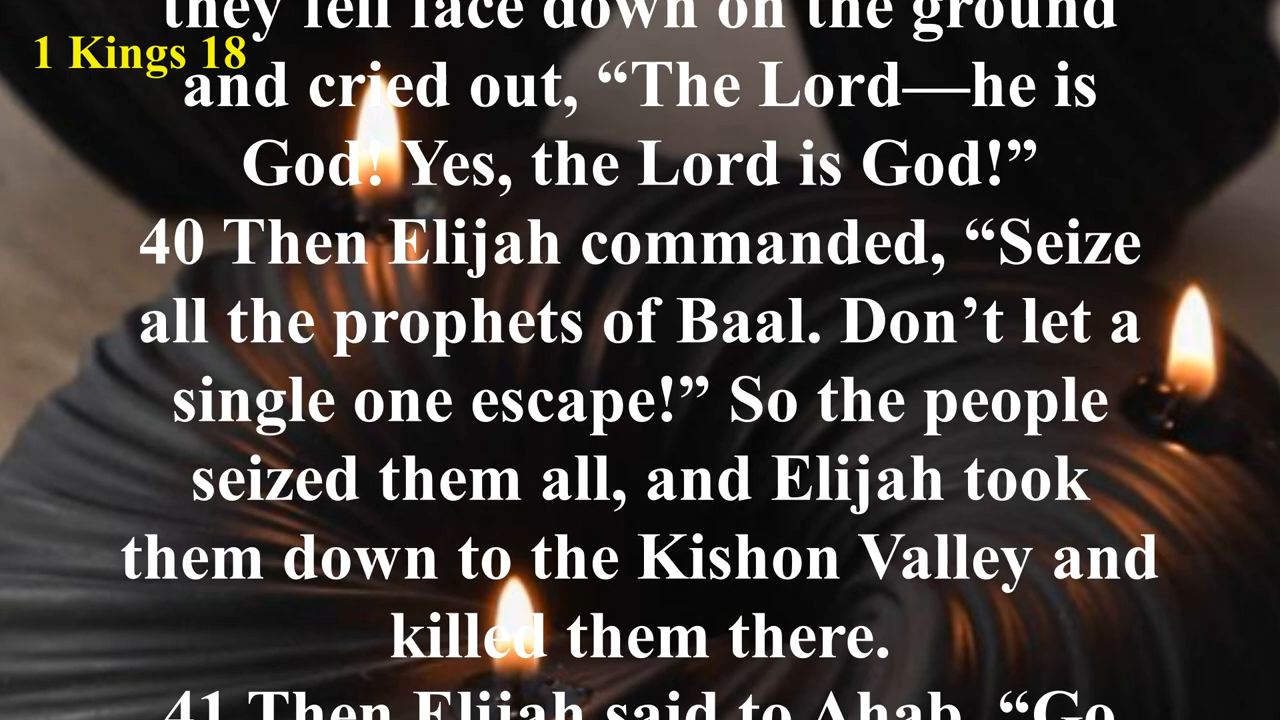 they fell face down on the ground
1 Kings 18
and cried out, “The Lord—he is
God! Yes, the Lord is God!”
40 Then Elijah commanded, “Seize
all the prophets of Baal. Don’t let a
single one escape!” So the people
seized them all, and Elijah took
them down to the Kishon Valley and
killed them there.
41 Then Elijah said to Ahab, “Go